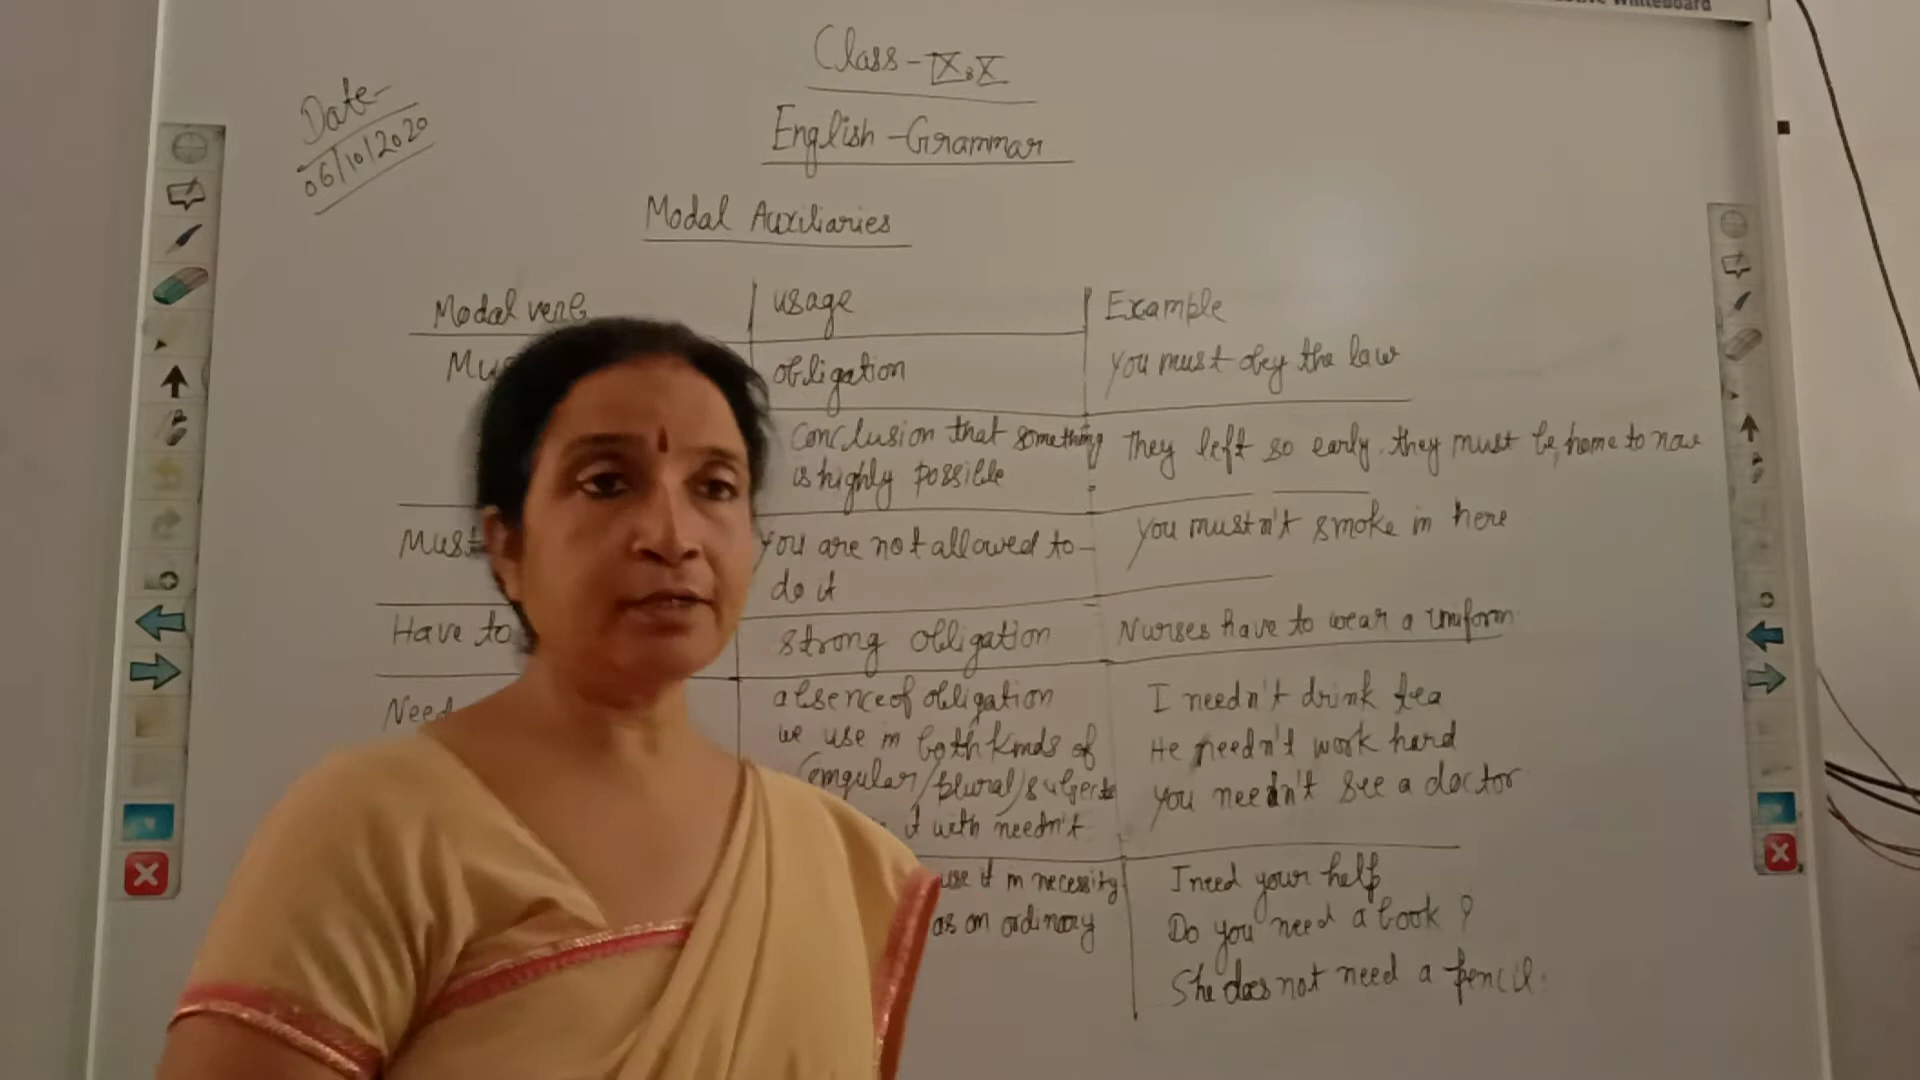 Whiteboard
Class - IX & X
Date-
06/10/2020
English - Grammar
Modal Auxiliaries
Modal verb
usage
Example
obligation
You must obey the law
Conclusion that something
is highly possible
They left so early. they must be home to now
Must
you are not allowed to-
do it
You mustn't smoke in here
Have to
strong obligation
Nurses have to wear a uniform
Need
absence of obligation
we use in both kinds of
/plural/subjects
it with needn't
I needn't drink tea
He needn't work hard
You needn't see a doctor
use it in necessity
as an ordinary
I need your help
Do you need a book ?
She does not need a pencil.